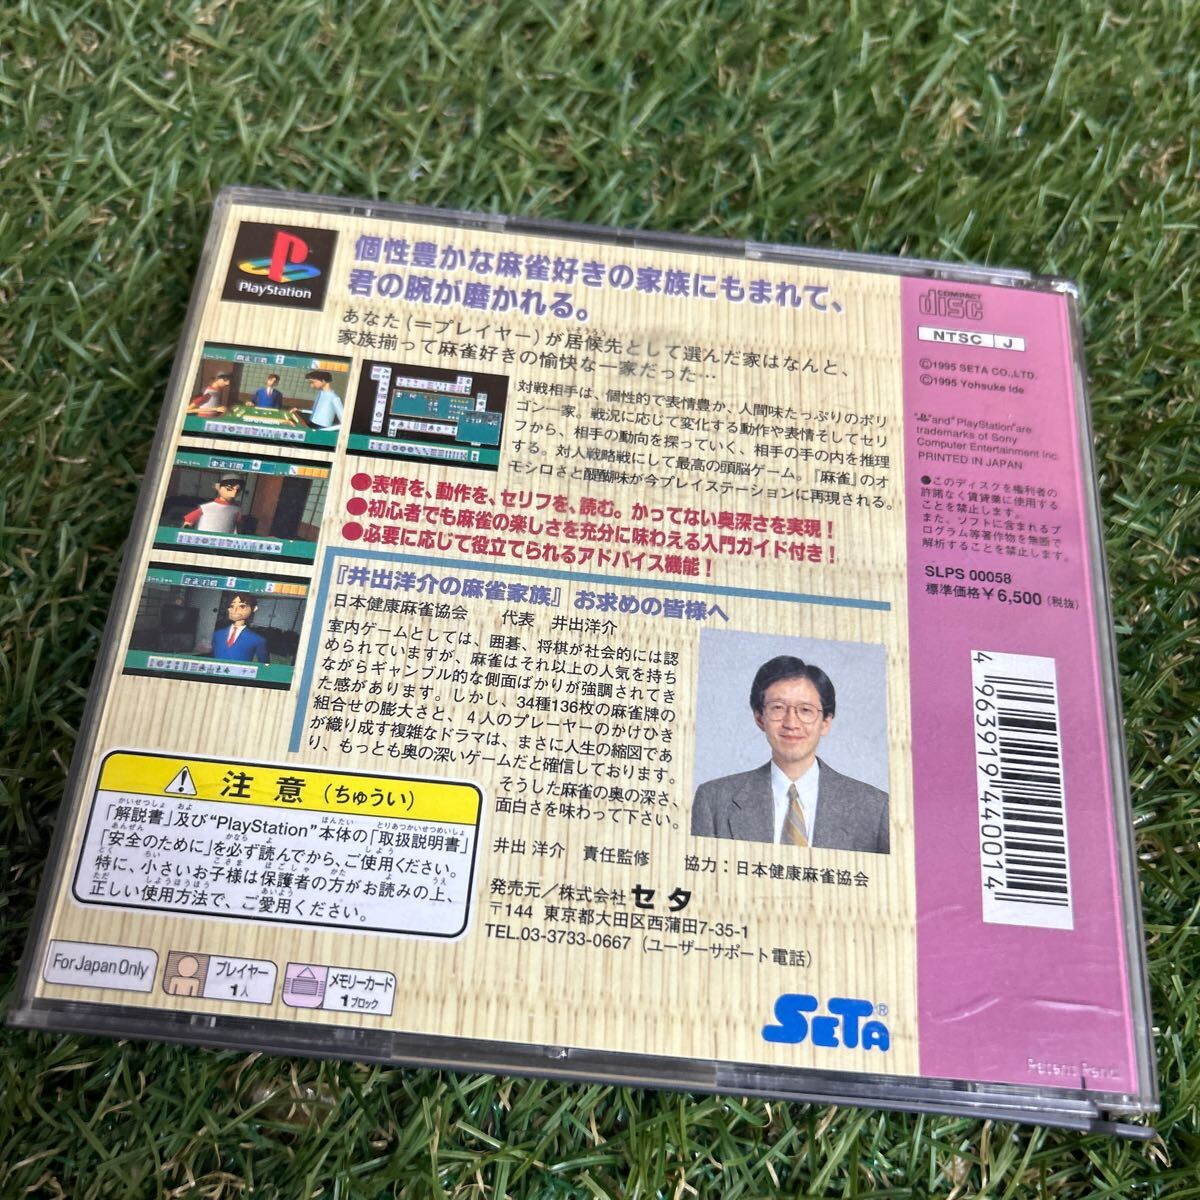 PlayStation
個性豊かな麻雀好きの家族にもまれて、
君の腕が磨かれる。
あなた(=プレイヤー)が居候先として選んだ家はなんと、
家族揃って麻雀好きの愉快な一家だった…
対戦相手は、個性的で表情豊か、人間味たっぷりのポリ
ゴン一家。戦況に応じて変化する動作や表情そしてセリ
フから、相手の動向を探っていく、相手の手の内を推理
する。対人戦略戦にして最高の頭脳ゲーム。『麻雀』のオ
モシロさと醍醐味が今プレイステーションに再現される。
●表情を、動作を、セリフを、読む。かってない奥深さを実現!
●初心者でも麻雀の楽しさを充分に味わえる入門ガイド付き!
●必要に応じて役立てられるアドバイス機能!
『井出洋介の麻雀家族』お求めの皆様へ
日本健康麻雀協会 代表 井出洋介
室内ゲームとしては、囲碁、将棋が社会的には認
められていますが、麻雀はそれ以上の人気を持ち
ながらギャンブル的な側面ばかりが強調されてき
た感があります。しかし、34種136枚の麻雀牌の
組合せの膨大さと、4人のプレーヤーのかけひき
が織り成す複雑なドラマは、まさに人生の縮図であ
り、もっとも奥の深いゲームだと確信しております。
そうした麻雀の奥の深さ、
面白さを味わって下さい。
井出 洋介 責任監修 協力:日本健康麻雀協会
発売元/株式会社 セタ
〒144 東京都大田区西蒲田7-35-1
TEL.03-3733-0667 (ユーザーサポート電話)
注意(ちゅうい)
「解説書」及び"PlayStation"本体の「取扱説明書」
「安全のために」を必ず読んでから、ご使用ください。
特に、小さいお子様は保護者の方がお読みの上、
正しい使用方法で、ご愛用ください。
For Japan Only
プレイヤー
1人
メモリーカード
1ブロック
SETA®
COMPACT
disc
NTSC J
©1995 SETA CO.,LTD.
©1995 Yohsuke Ide
" " and "PlayStation" are
trademarks of Sony
Computer Entertainment Inc.
PRINTED IN JAPAN
●このディスクを権利者の
許諾なく賃貸業に使用する
ことを禁止します。
また、ソフトに含まれるプ
ログラム等著作物を無断で
解析することを禁止します。
SLPS 00058
標準価格¥6,500(税抜)
4 963919 440014
Patent Pend.